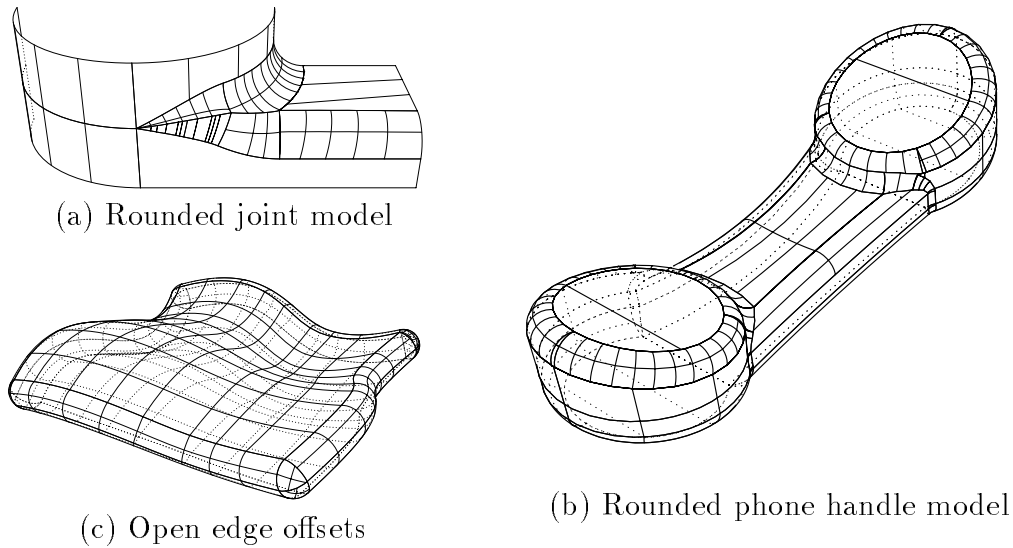 (a) Rounded joint model
(b) Rounded phone handle model
(c) Open edge offsets